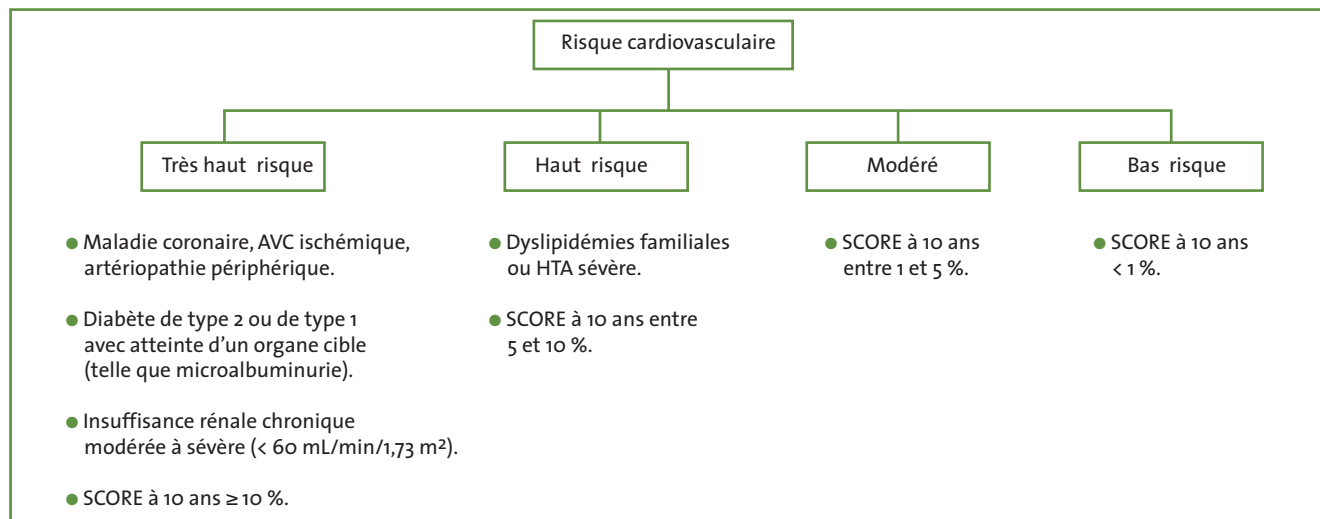 Risque cardiovasculaire
Très haut risque
Haut risque
Modéré
Bas risque
● Maladie coronaire, AVC ischémique,
artériopathie périphérique.
● Diabète de type 2 ou de type 1
avec atteinte d’un organe cible
(telle que microalbuminurie).
● Insuffisance rénale chronique
modérée à sévère (< 60 mL/min/1,73 m²).
● SCORE à 10 ans ≥ 10 %.
● Dyslipidémies familiales
ou HTA sévère.
● SCORE à 10 ans entre
5 et 10 %.
● SCORE à 10 ans
entre 1 et 5 %.
● SCORE à 10 ans
< 1 %.